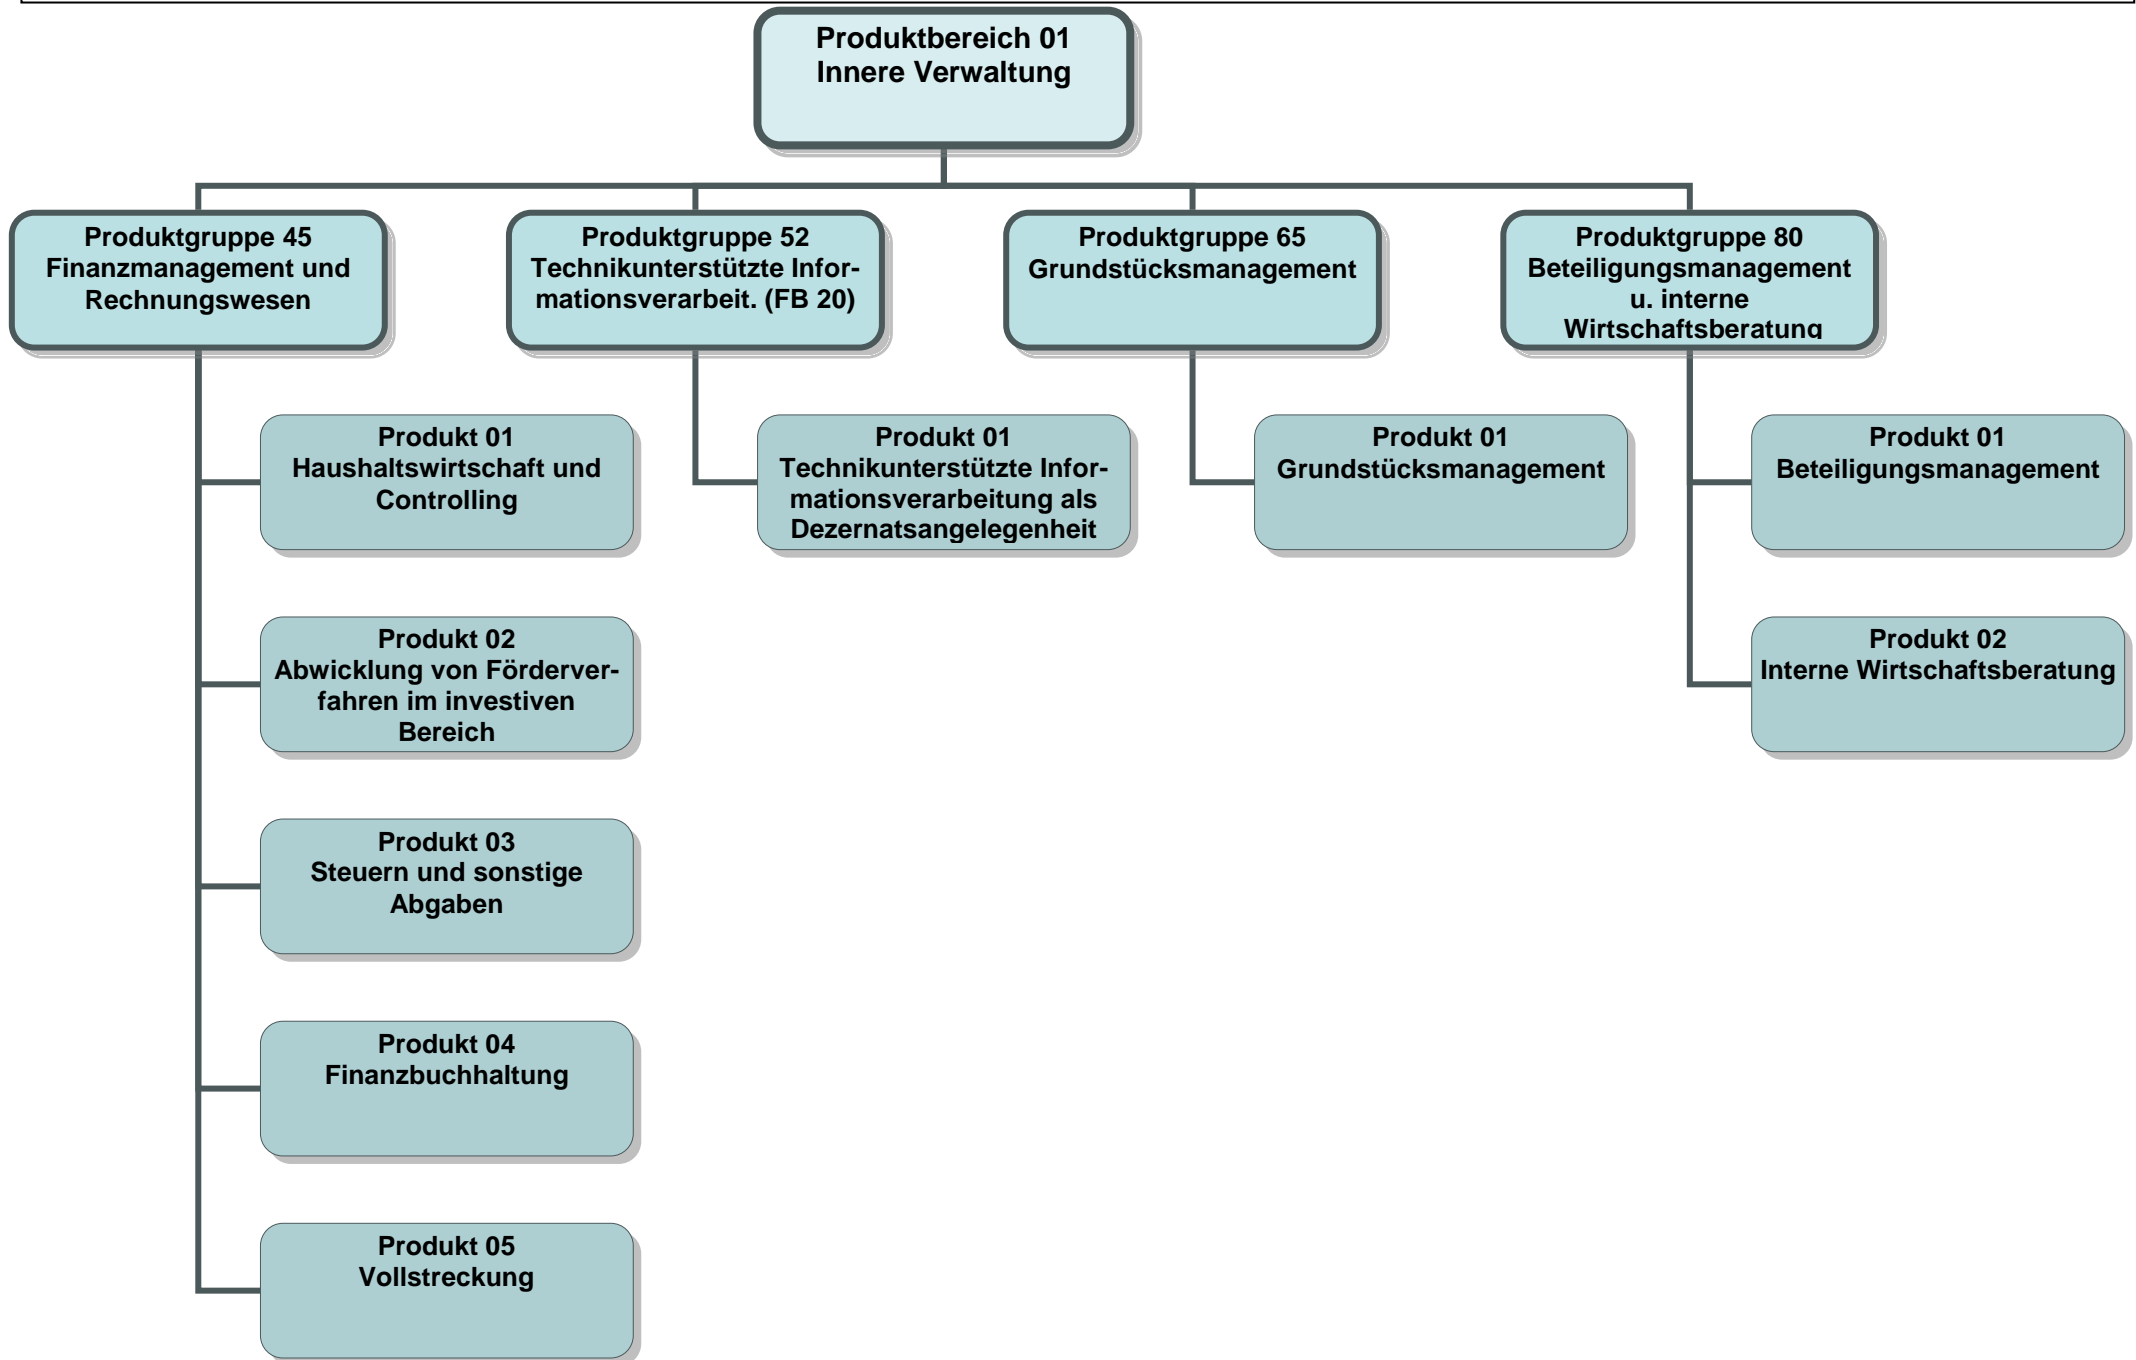 Produktbereich 01
Innere Verwaltung
Produktgruppe 45
Finanzmanagement und
Rechnungswesen
Produktgruppe 52
Technikunterstützte Infor-
mationsverarbeit. (FB 20)
Produktgruppe 65
Grundstücksmanagement
Produktgruppe 80
Beteiligungsmanagement
u. interne
Wirtschaftsberatung
Produkt 01
Haushaltswirtschaft und
Controlling
Produkt 01
Technikunterstützte Infor-
mationsverarbeitung als
Dezernatsangelegenheit
Produkt 01
Grundstücksmanagement
Produkt 01
Beteiligungsmanagement
Produkt 02
Abwicklung von Förderver-
fahren im investiven
Bereich
Produkt 02
Interne Wirtschaftsberatung
Produkt 03
Steuern und sonstige
Abgaben
Produkt 04
Finanzbuchhaltung
Produkt 05
Vollstreckung